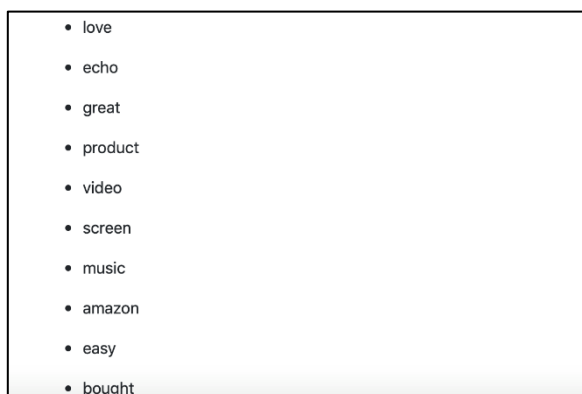 • love
• echo
• great
• product
• video
• screen
• music
• amazon
• easy
• bought